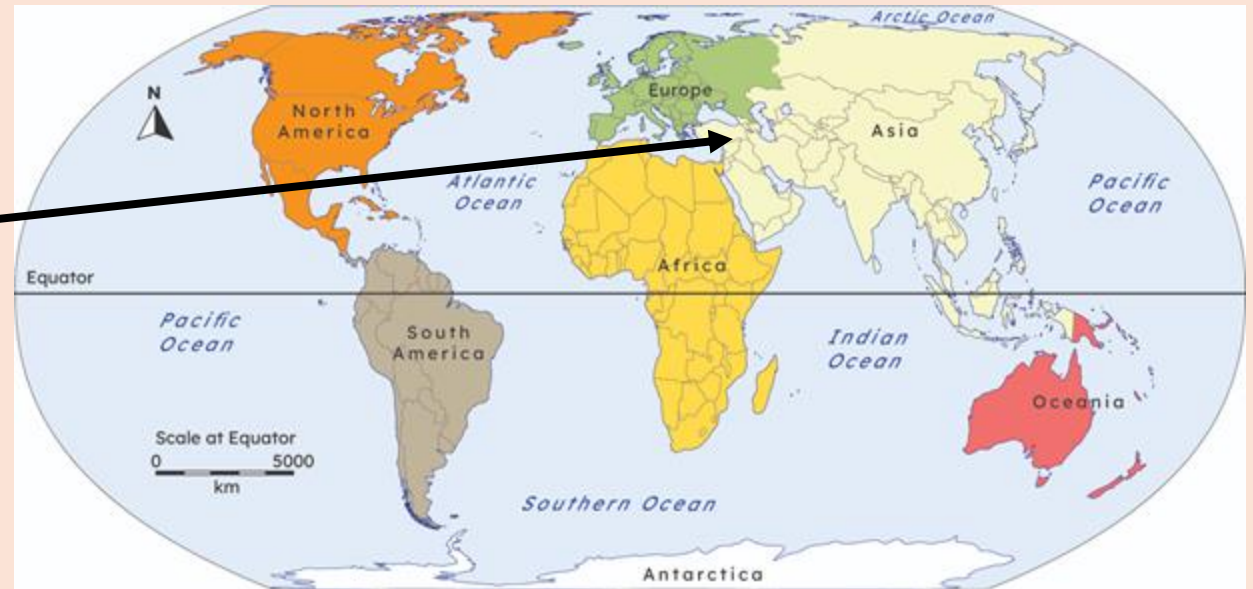 Arctic Ocean
Europe
N
North
America
Asia
Atlantic
Ocean
Pacific
Ocean
Africa
Equator
Pacific
Ocean
South
America
Indian
Ocean
Oceania
Scale at Equator
0 5000
km
Southern Ocean
Antarctica